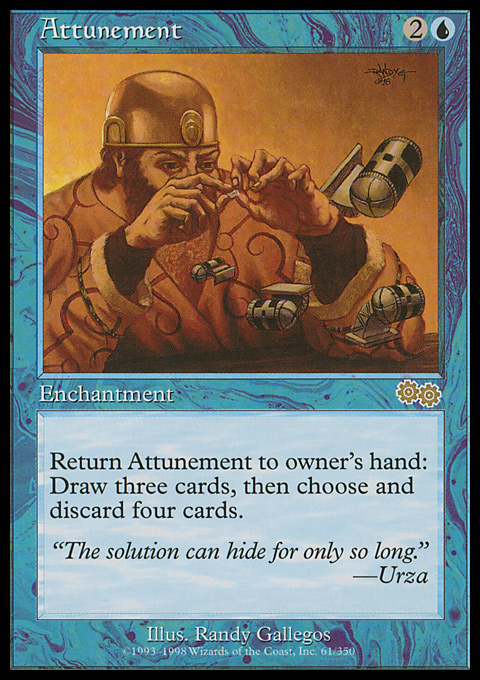 Attunement 2
Enchantment
Return Attunement to owner's hand:
Draw three cards, then choose and
discard four cards.
“The solution can hide for only so long.”
—Urza
Illus. Randy Gallegos
©1993-1998 Wizards of the Coast, Inc. 61/350